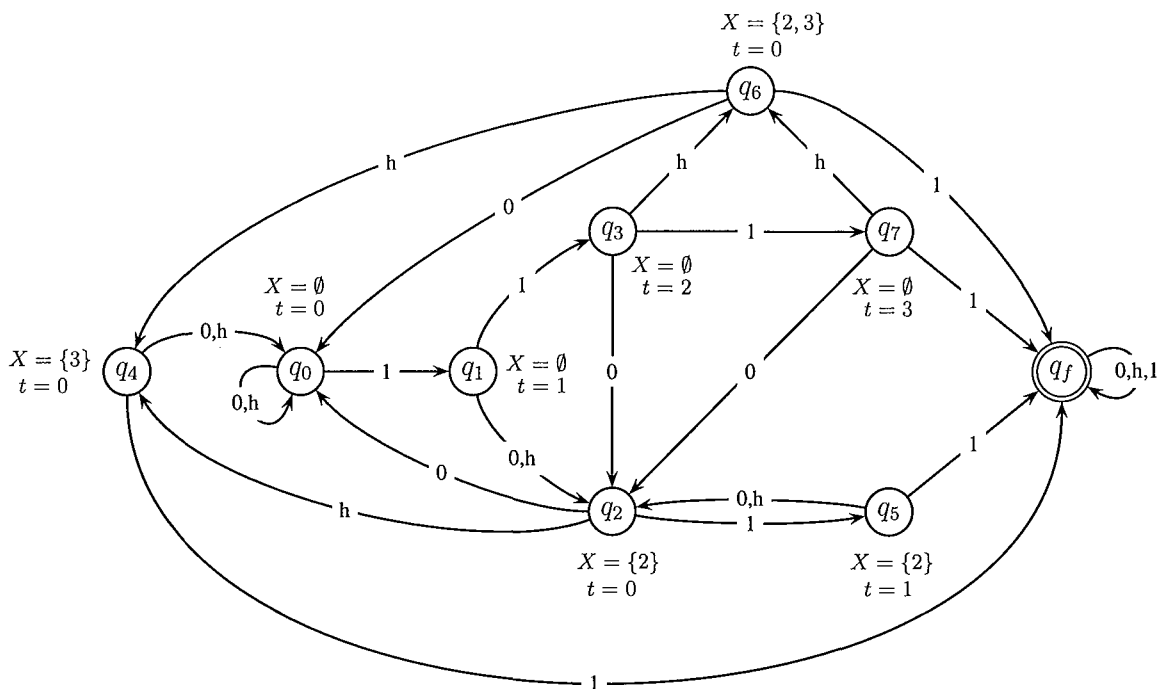 X = {2, 3}
t = 0
q6
h
0
h
h
1
q3
1
q7
X = ∅
t = 2
X = ∅
t = 3
X = ∅
t = 0
1
1
0,h
X = {3}
t = 0
q4
q0
1
q1
X = ∅
t = 1
0
0
qf
0,h,1
0,h
0,h
0
1
h
q2
0,h
1
q5
X = {2}
t = 0
X = {2}
t = 1
1